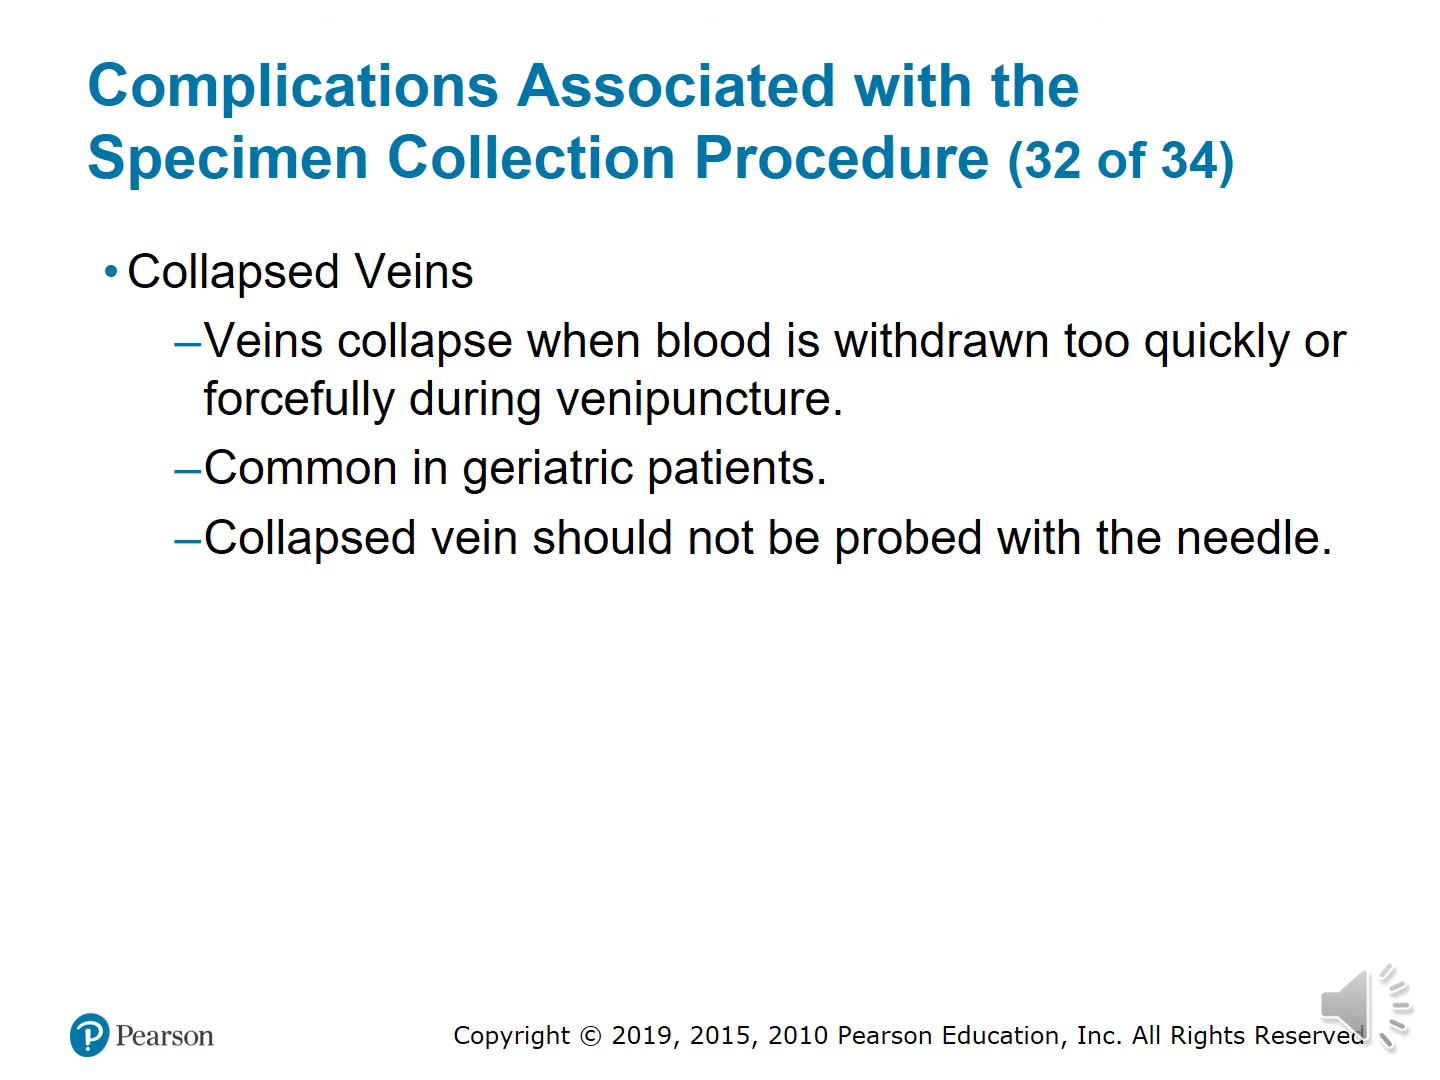 Complications Associated with the
Specimen Collection Procedure (32 of 34)
• Collapsed Veins
–Veins collapse when blood is withdrawn too quickly or
forcefully during venipuncture.
–Common in geriatric patients.
–Collapsed vein should not be probed with the needle.
Pearson
Copyright © 2019, 2015, 2010 Pearson Education, Inc. All Rights Reserved